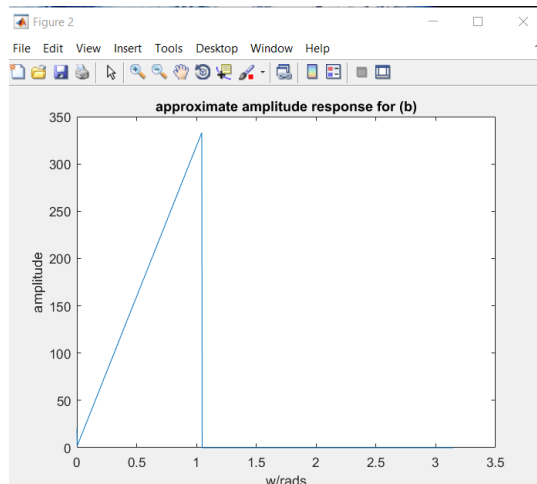 Figure 2
File Edit View Insert Tools Desktop Window Help
approximate amplitude response for (b)
350
300
250
200
150
100
50
0
amplitude
0 0.5 1 1.5 2 2.5 3 3.5
w/rads